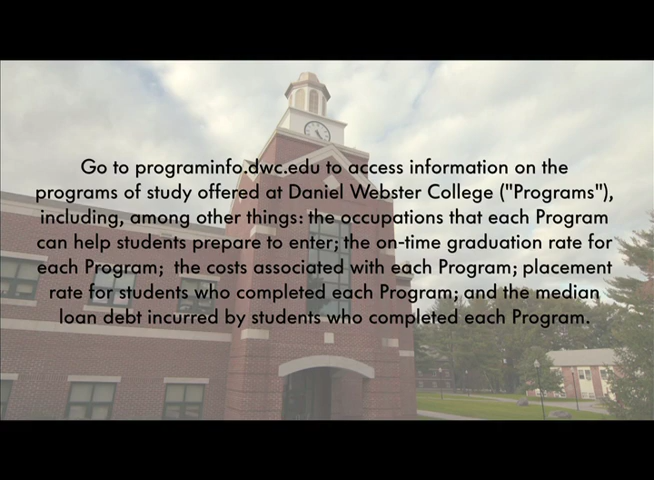 Go to programinfo.dwc.edu to access information on the
programs of study offered at Daniel Webster College ("Programs"),
including, among other things: the occupations that each Program
can help students prepare to enter; the on-time graduation rate for
each Program;  the costs associated with each Program; placement
rate for students who completed each Program; and the median
loan debt incurred by students who completed each Program.